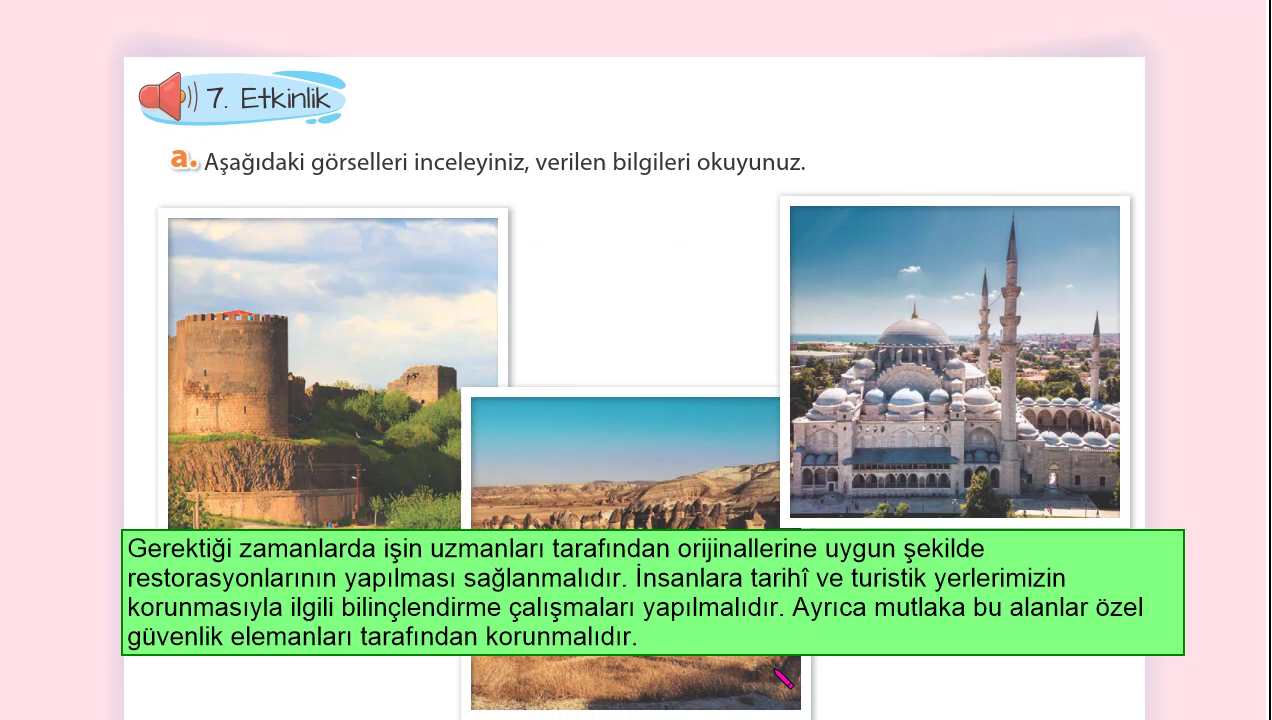 7. Etkinlik
a. Aşağıdaki görselleri inceleyiniz, verilen bilgileri okuyunuz.
Gerektiği zamanlarda işin uzmanları tarafından orijinallerine uygun şekilde
restorasyonlarının yapılması sağlanmalıdır. İnsanlara tarihî ve turistik yerlerimizin
korunmasıyla ilgili bilinçlendirme çalışmaları yapılmalıdır. Ayrıca mutlaka bu alanlar özel
güvenlik elemanları tarafından korunmalıdır.